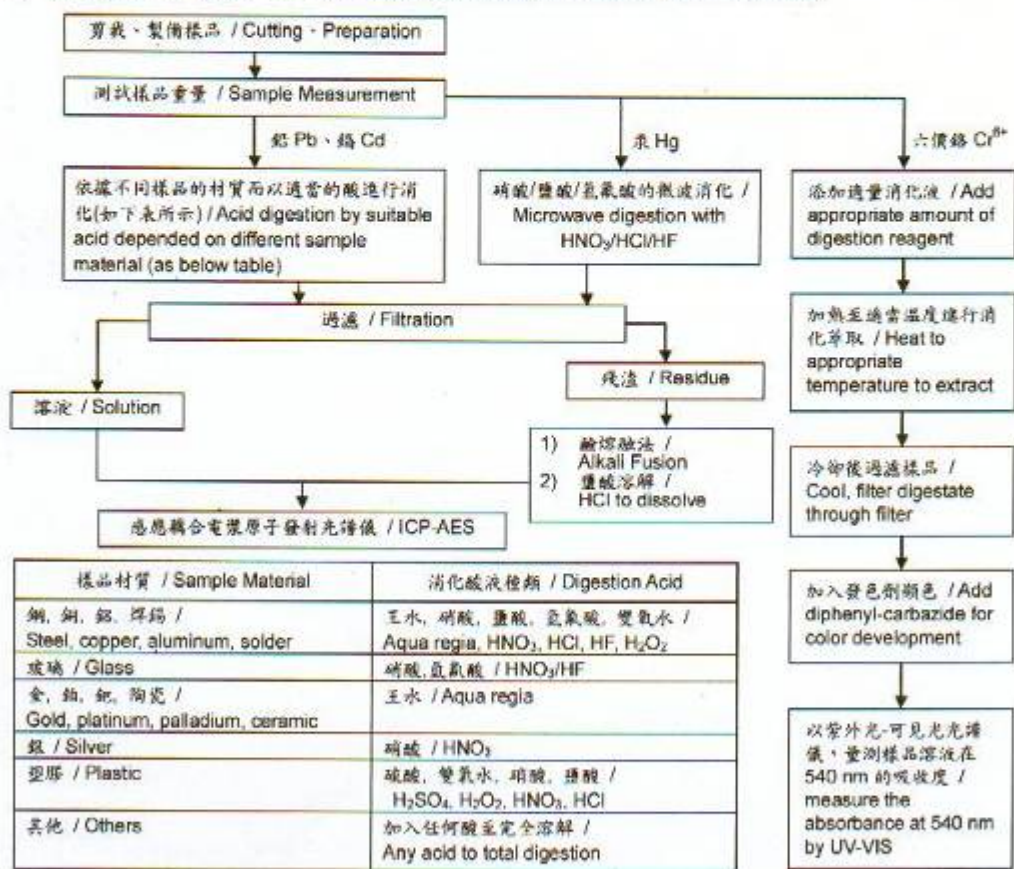 剪裁、製備樣品 / Cutting - Preparation
測試樣品重量 / Sample Measurement
鉛 Pb、鎘 Cd
汞 Hg
六價鉻 Cr⁶⁺
依據不同樣品的材質而以適當的酸進行消
化(如下表所示) / Acid digestion by suitable
acid depended on different sample
material (as below table)
硝酸/鹽酸/氫氟酸的微波消化 /
Microwave digestion with
HNO₃/HCl/HF
添加適量消化液 / Add
appropriate amount of
digestion reagent
過濾 / Filtration
加熱至適當溫度進行消
化萃取 / Heat to
appropriate
temperature to extract
溶液 / Solution
殘渣 / Residue
1) 鹼熔融法 /
Alkali Fusion
2) 鹽酸溶解 /
HCl to dissolve
冷卻後過濾樣品 /
Cool, filter digestate
through filter
感應耦合電漿原子發射光譜儀 / ICP-AES
樣品材質 / Sample Material
消化酸液種類 / Digestion Acid
鋼, 銅, 鋁, 焊錫 /
Steel, copper, aluminum, solder
王水, 硝酸, 鹽酸, 氫氟酸, 雙氧水 /
Aqua regia, HNO₃, HCl, HF, H₂O₂
玻璃 / Glass
硝酸, 氫氟酸 / HNO₃/HF
金, 鉑, 鈀, 陶瓷 /
Gold, platinum, palladium, ceramic
王水 / Aqua regia
銀 / Silver
硝酸 / HNO₃
塑膠 / Plastic
硫酸, 雙氧水, 硝酸, 鹽酸 /
H₂SO₄, H₂O₂, HNO₃, HCl
其他 / Others
加入任何酸至完全溶解 /
Any acid to total digestion
加入發色劑顯色 / Add
diphenyl-carbazide for
color development
以紫外光-可見光光譜
儀，量測樣品溶液在
540 nm 的吸收度 /
measure the
absorbance at 540 nm
by UV-VIS